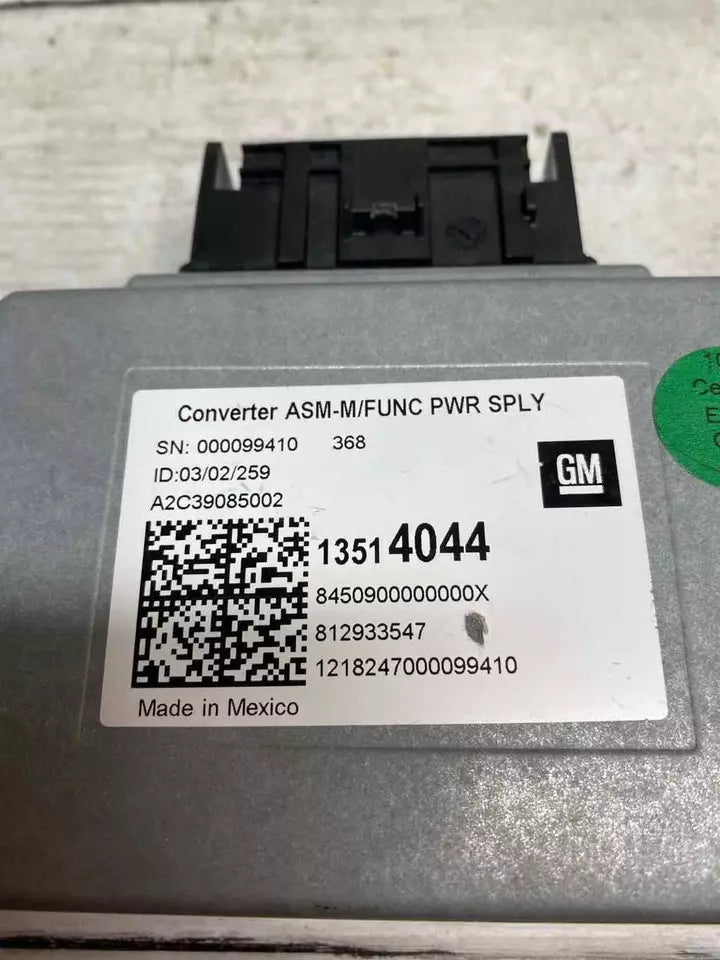 Converter ASM-M/FUNC PWR SPLY
SN: 000099410 368
ID:03/02/259
A2C39085002
GM
13514044
8450900000000X
812933547
1218247000099410
Made in Mexico